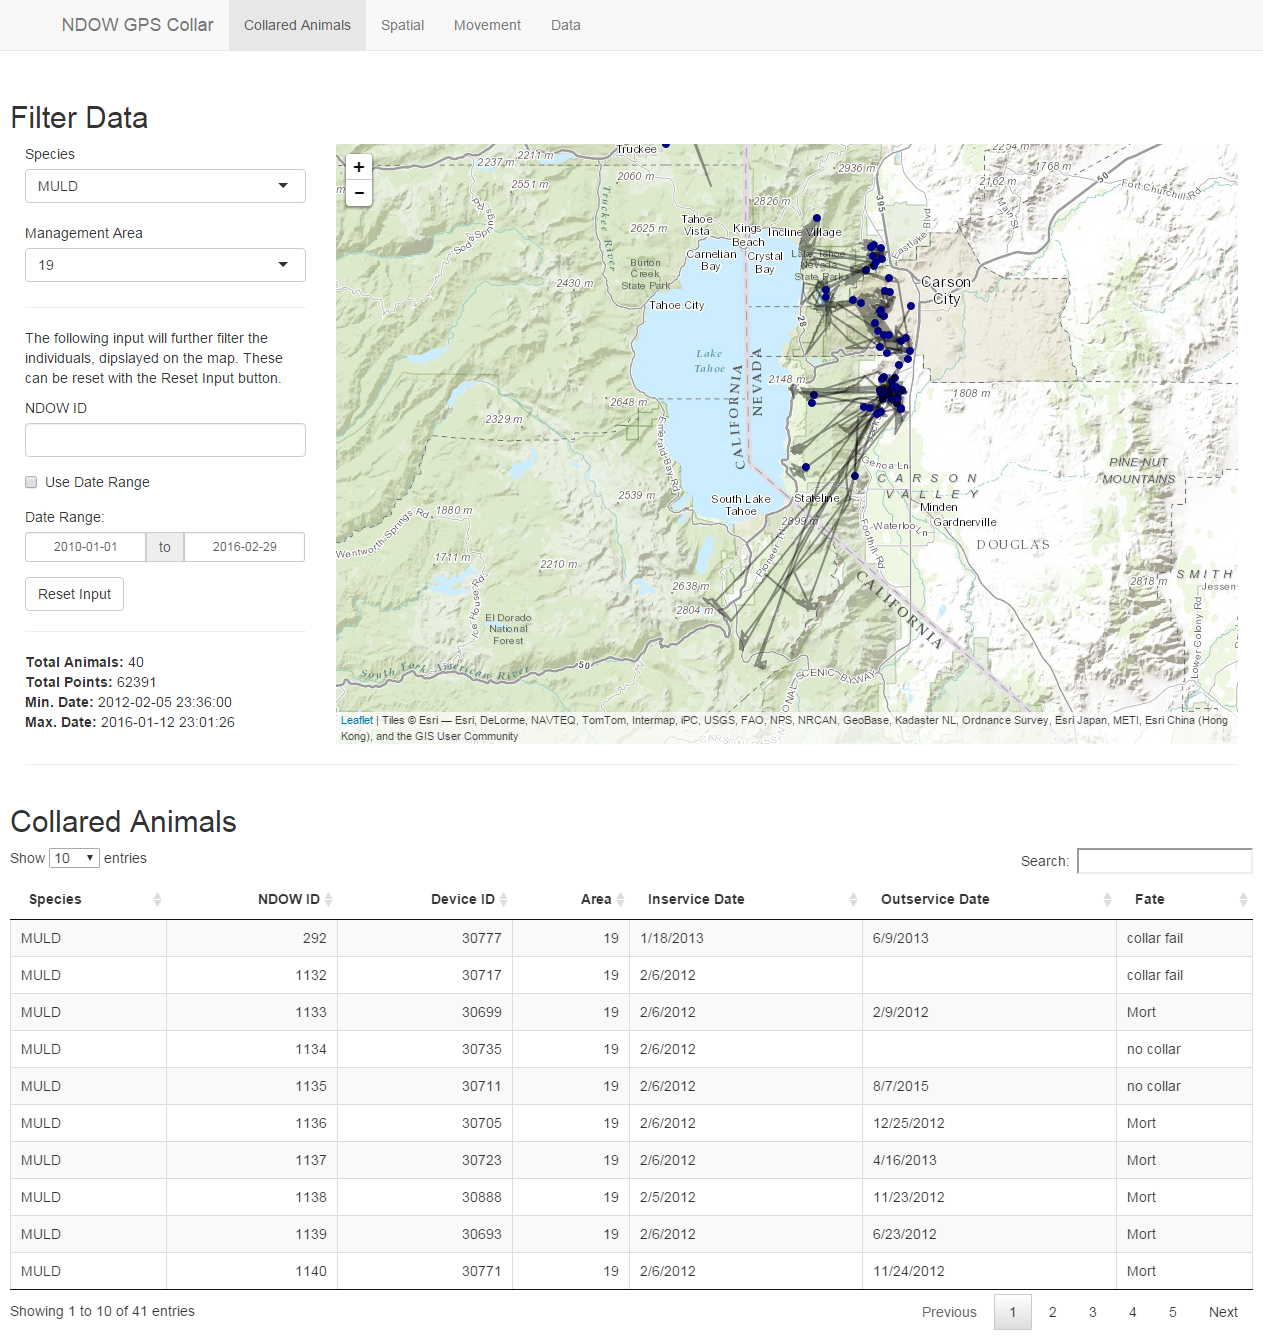 NDOW GPS Collar
Collared Animals
Spatial
Movement
Data
Filter Data
Species
MULD
Management Area
19
The following input will further filter the
individuals, dipslayed on the map. These
can be reset with the Reset Input button.
NDOW ID
Use Date Range
Date Range:
2010-01-01 to 2016-02-29
Reset Input
Total Animals: 40
Total Points: 62391
Min. Date: 2012-02-05 23:36:00
Max. Date: 2016-01-12 23:01:26
+
−
Truckee
2237 m
2211 m
2551 m
2060 m
Truckee River
2936 m
395
2254 m
1768 m
50
2162 m
Main St
Fort Churchill Rd
Eastlake Blvd
2826 m
2625 m
Tahoe
Vista
Kings
Beach
Incline Village
Soda Springs Rd
Carnelian
Bay
Crystal
Bay
Lake Tahoe
Nevada
State Park
Burton
Creek
State Park
2430 m
Tahoe City
Carson
City
28
Lake
Tahoe
CALIFORNIA
NEVADA
2148 m
1808 m
2648 m
2329 m
Emerald Bay Rd
Genoa Ln
CARSON
VALLEY
PINE NUT
MOUNTAINS
2539 m
South Lake
Tahoe
Stateline
Minden
Gardnerville
1880 m
2899 m
Waterloo Ln
Foothill Rd
DOUGLAS
Wentworth Springs Rd
1711 m
2210 m
Pioneer Tr
2638 m
2804 m
CALIFORNIA
2818 m
SMITH
Jessen
Ice House Rd
El Dorado
National
Forest
Lower Colony Rd
South Fork American River
50
SCENIC BYWAY
Leaflet | Tiles © Esri — Esri, DeLorme, NAVTEQ, TomTom, Intermap, iPC, USGS, FAO, NPS, NRCAN, GeoBase, Kadaster NL, Ordnance Survey, Esri Japan, METI, Esri China (Hong
Kong), and the GIS User Community
Collared Animals
Show 10 entries
Search:
Species NDOW ID Device ID Area Inservice Date Outservice Date Fate
MULD 292 30777 19 1/18/2013 6/9/2013 collar fail
MULD 1132 30717 19 2/6/2012 collar fail
MULD 1133 30699 19 2/6/2012 2/9/2012 Mort
MULD 1134 30735 19 2/6/2012 no collar
MULD 1135 30711 19 2/6/2012 8/7/2015 no collar
MULD 1136 30705 19 2/6/2012 12/25/2012 Mort
MULD 1137 30723 19 2/6/2012 4/16/2013 Mort
MULD 1138 30888 19 2/5/2012 11/23/2012 Mort
MULD 1139 30693 19 2/6/2012 6/23/2012 Mort
MULD 1140 30771 19 2/6/2012 11/24/2012 Mort
Showing 1 to 10 of 41 entries
Previous 1 2 3 4 5 Next